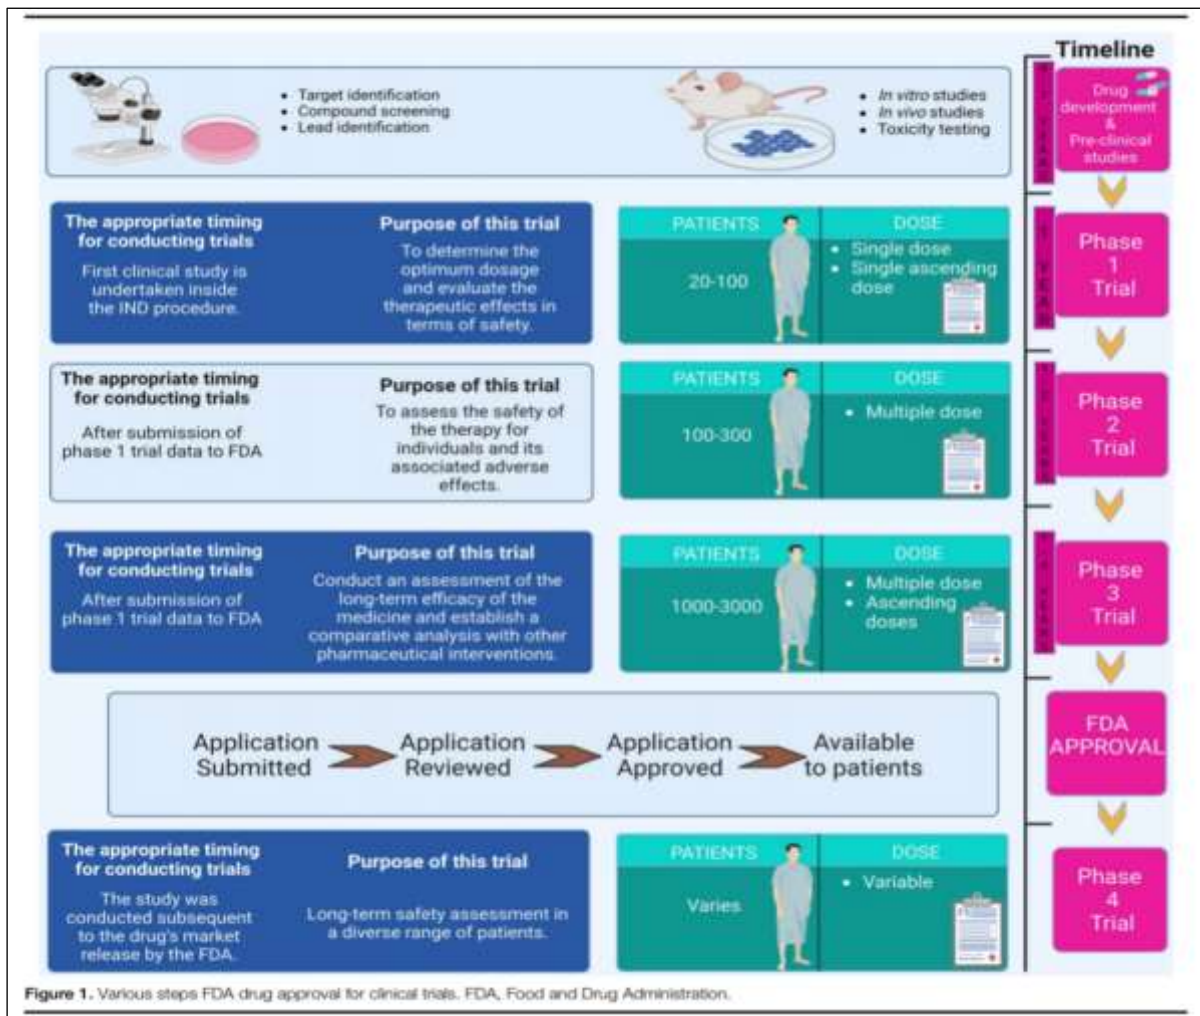 Timeline
• Target identification
• Compound screening
• Lead identification
• In vitro studies
• In vivo studies
• Toxicity testing
Drug
development
&
Pre-clinical
studies
The appropriate timing
for conducting trials
First clinical study is
undertaken inside
the IND procedure.
Purpose of this trial
To determine the
optimum dosage
and evaluate the
therapeutic effects in
terms of safety.
PATIENTS
20-100
DOSE
• Single dose
• Single ascending
dose
YEAR
Phase
1
Trial
The appropriate timing
for conducting trials
After submission of
phase 1 trial data to FDA
Purpose of this trial
To assess the safety of
the therapy for
individuals and its
associated adverse
effects.
PATIENTS
100-300
DOSE
• Multiple dose
Phase
2
Trial
The appropriate timing
for conducting trials
After submission of
phase 1 trial data to FDA
Purpose of this trial
Conduct an assessment of the
long-term efficacy of the
medicine and establish a
comparative analysis with other
pharmaceutical interventions.
PATIENTS
1000-3000
DOSE
• Multiple dose
• Ascending
doses
Phase
3
Trial
Application
Submitted
Application
Reviewed
Application
Approved
Available
to patients
FDA
APPROVAL
The appropriate timing
for conducting trials
The study was
conducted subsequent
to the drug's market
release by the FDA.
Purpose of this trial
Long-term safety assessment in
a diverse range of patients.
PATIENTS
Varies
DOSE
• Variable
Phase
4
Trial
Figure 1. Various steps FDA drug approval for clinical trials. FDA, Food and Drug Administration.